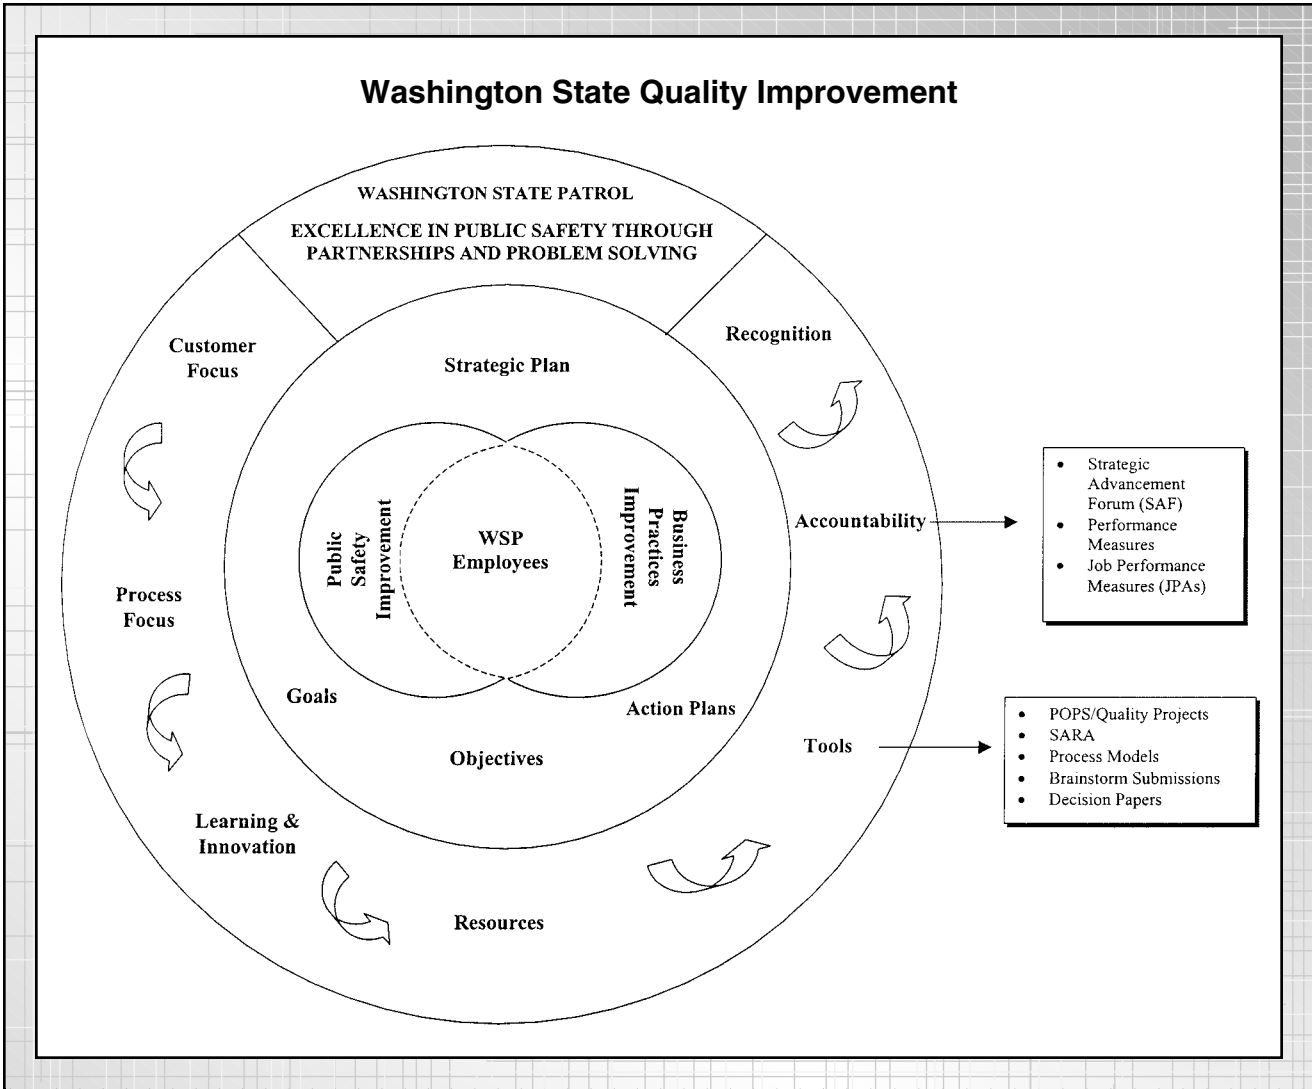 Washington State Quality Improvement
WASHINGTON STATE PATROL
EXCELLENCE IN PUBLIC SAFETY THROUGH
PARTNERSHIPS AND PROBLEM SOLVING
Customer
Focus
Process
Focus
Learning &
Innovation
Resources
Tools
Accountability
Recognition
Strategic Plan
Public
Safety
Improvement
WSP
Employees
Business
Practices
Improvement
Goals
Objectives
Action Plans
• Strategic
Advancement
Forum (SAF)
• Performance
Measures
• Job Performance
Measures (JPAs)
• POPS/Quality Projects
• SARA
• Process Models
• Brainstorm Submissions
• Decision Papers